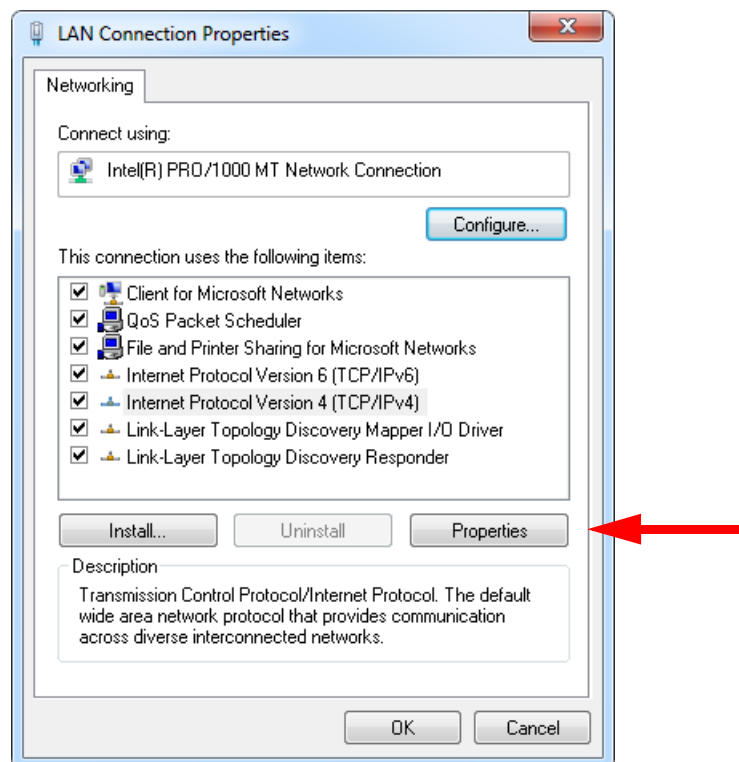 LAN Connection Properties
Networking
Connect using:
Intel(R) PRO/1000 MT Network Connection
Configure...
This connection uses the following items:
Client for Microsoft Networks
QoS Packet Scheduler
File and Printer Sharing for Microsoft Networks
Internet Protocol Version 6 (TCP/IPv6)
Internet Protocol Version 4 (TCP/IPv4)
Link-Layer Topology Discovery Mapper I/O Driver
Link-Layer Topology Discovery Responder
Install... Uninstall Properties
Description
Transmission Control Protocol/Internet Protocol. The default
wide area network protocol that provides communication
across diverse interconnected networks.
OK Cancel